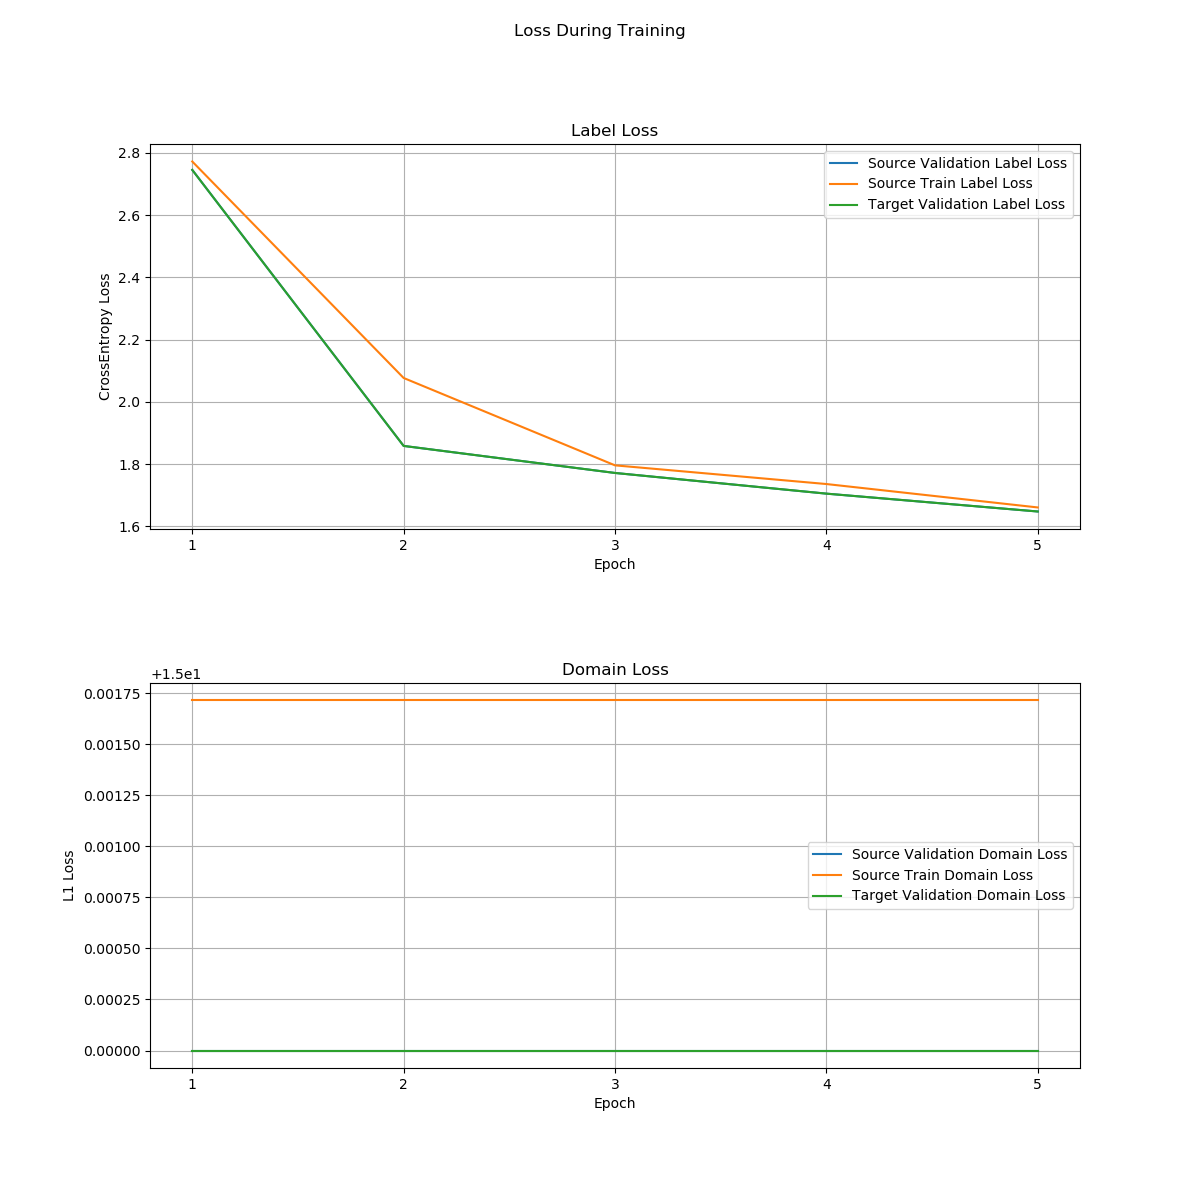 Loss During Training
Label Loss
2.8
2.6
2.4
2.2
2.0
1.8
1.6
CrossEntropy Loss
Source Validation Label Loss
Source Train Label Loss
Target Validation Label Loss
1 2 3 4 5
Epoch
Domain Loss
+1.5e1
0.00175
0.00150
0.00125
0.00100
0.00075
0.00050
0.00025
0.00000
L1 Loss
Source Validation Domain Loss
Source Train Domain Loss
Target Validation Domain Loss
1 2 3 4 5
Epoch